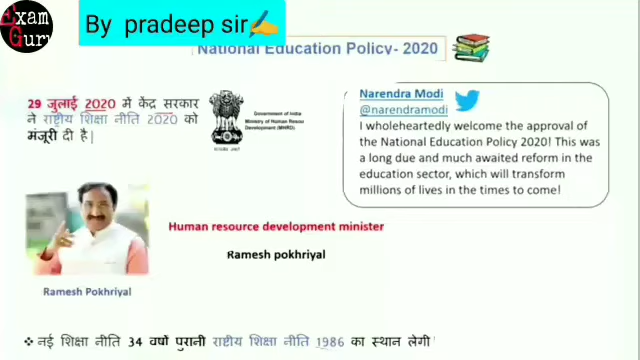 Exam
Guru
By pradeep sir✍
National Education Policy- 2020
29 जुलाई 2020 में केंद्र सरकार
ने राष्ट्रीय शिक्षा नीति 2020 को
मंजूरी दी है|
Government of India
Ministry of Human Resou
Development (MHRD)
Narendra Modi
@narendramodi
I wholeheartedly welcome the approval of
the National Education Policy 2020! This was
a long due and much awaited reform in the
education sector, which will transform
millions of lives in the times to come!
Human resource development minister
Ramesh pokhriyal
Ramesh Pokhriyal
❖ नई शिक्षा नीति 34 वर्षो पुरानी राष्ट्रीय शिक्षा नीति 1986 का स्थान लेगी